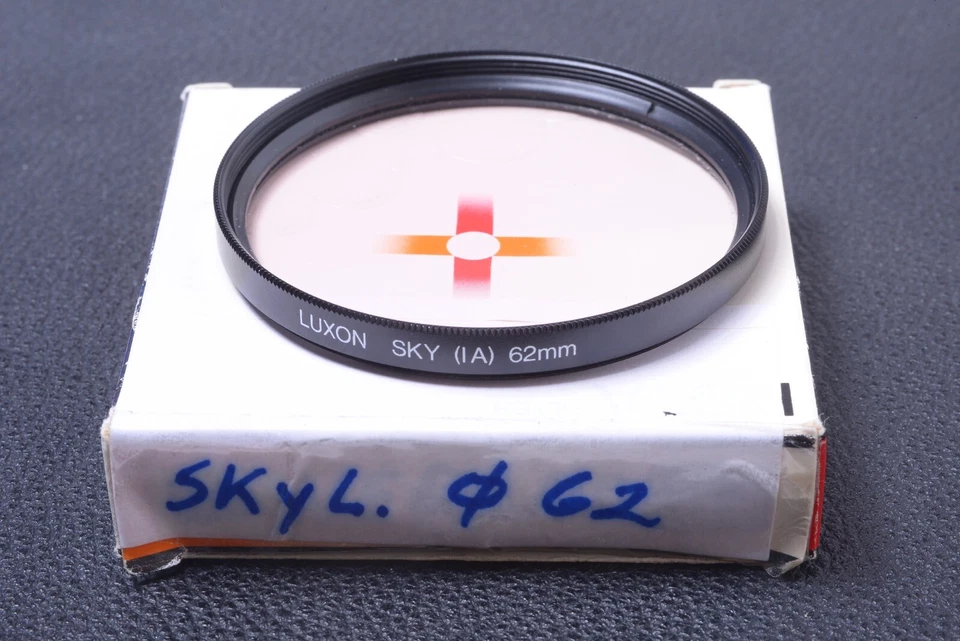 LUXON SKY (1A) 62mm
SKyL. ϕ 62